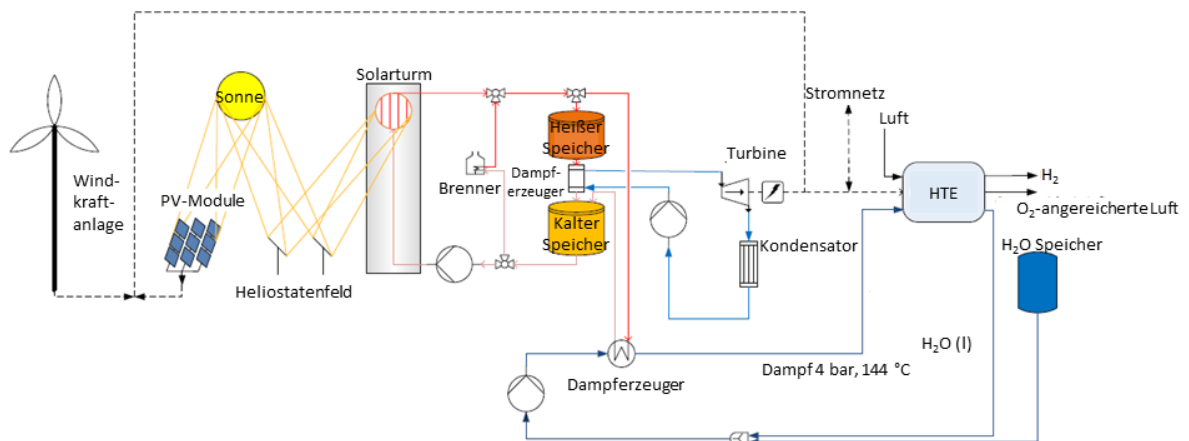 Solarturm
Sonne
Stromnetz
Heißer
Speicher
Luft
Turbine
Wind-
kraft-
anlage
Dampf-
erzeuger
Brenner
H₂
PV-Module
HTE
O₂-angereicherte Luft
Kalter
Speicher
Kondensator
H₂O Speicher
Heliostatenfeld
H₂O (l)
Dampf 4 bar, 144 °C
Dampferzeuger